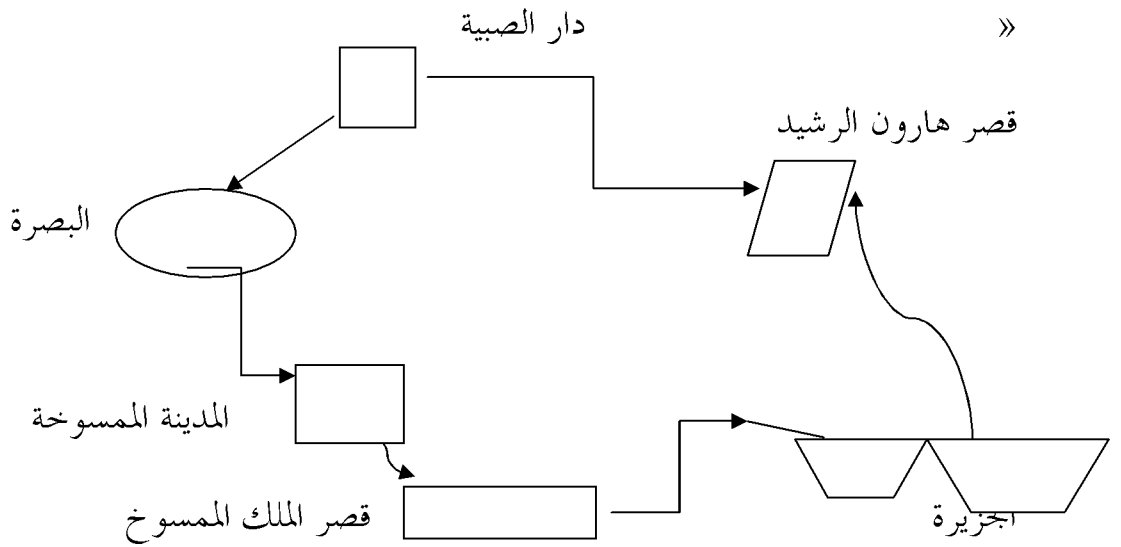 »
دار الصبية
قصر هارون الرشيد
البصرة
المدينة الممسوخة
قصر الملك الممسوخ
الجزيرة